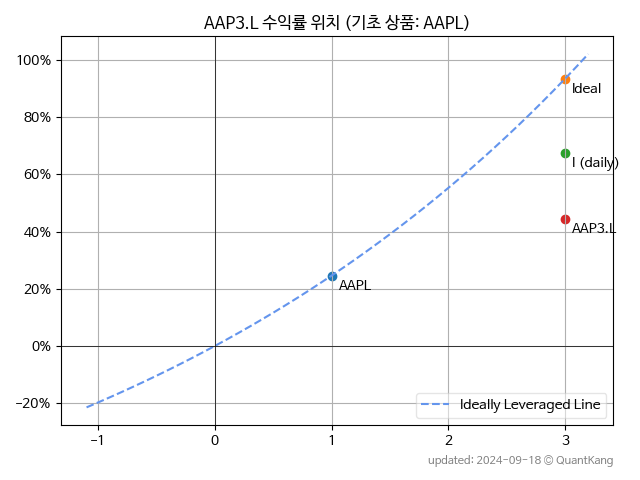 AAP3.L 수익률 위치 (기초 상품: AAPL)
100%
80%
60%
40%
20%
0%
−20%
Ideal
I (daily)
AAP3.L
AAPL
Ideally Leveraged Line
−1 0 1 2 3
updated: 2024-09-18 © QuantKang